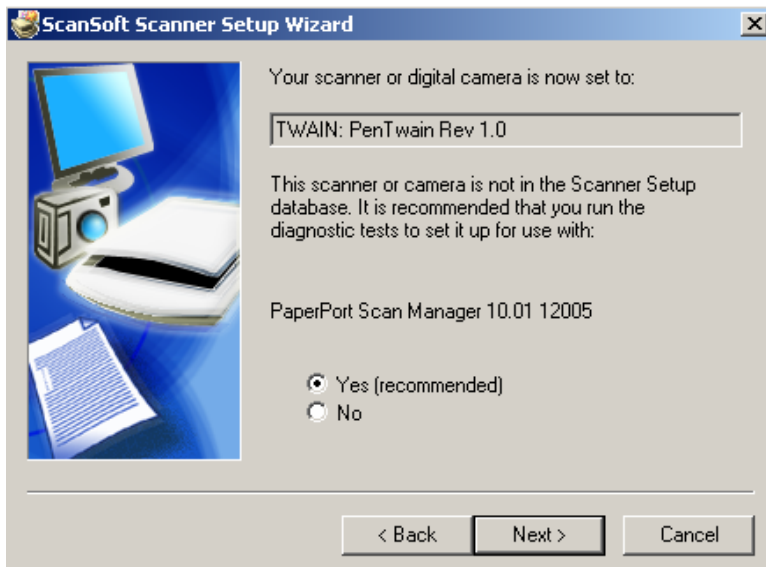 ScanSoft Scanner Setup Wizard
Your scanner or digital camera is now set to:
TWAIN: PenTwain Rev 1.0
This scanner or camera is not in the Scanner Setup
database. It is recommended that you run the
diagnostic tests to set it up for use with:
PaperPort Scan Manager 10.01 12005
Yes (recommended)
No
< Back
Next >
Cancel